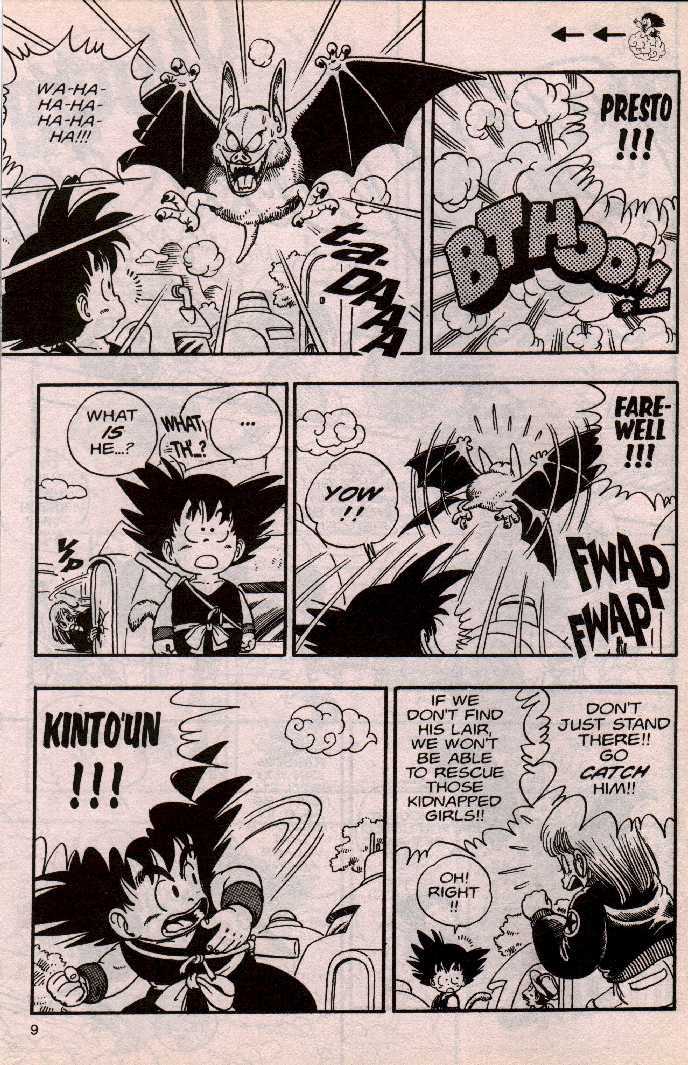 PRESTO
!!!
BTHOOM!!
WA-HA-
HA-HA-
HA-HA-
HA!!!
ta-
DAAA
FARE-
WELL
!!!
YOW
!!
FWAP
FWAP
...
WHAT
TH'...?
WHAT
IS
HE...?
YIP
DON'T
JUST STAND
THERE!!
GO
CATCH
HIM!!
IF WE
DON'T FIND
HIS LAIR,
WE WON'T
BE ABLE
TO RESCUE
THOSE
KIDNAPPED
GIRLS!!
OH!
RIGHT
!!
KINTO'UN
!!!
9